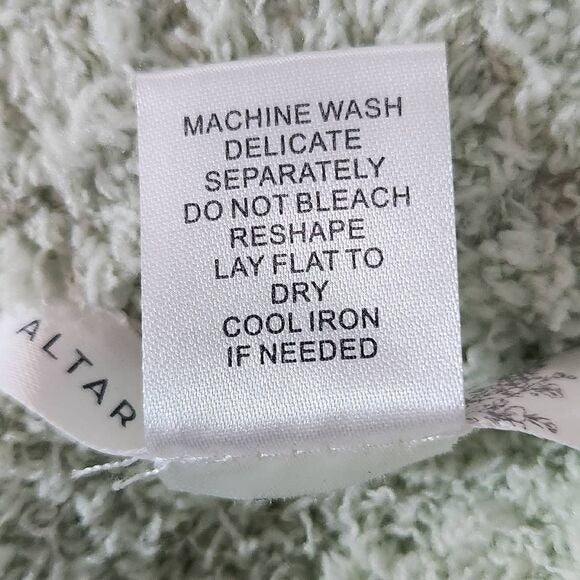 MACHINE WASH
DELICATE
SEPARATELY
DO NOT BLEACH
RESHAPE
LAY FLAT TO
DRY
COOL IRON
IF NEEDED
ALTAR